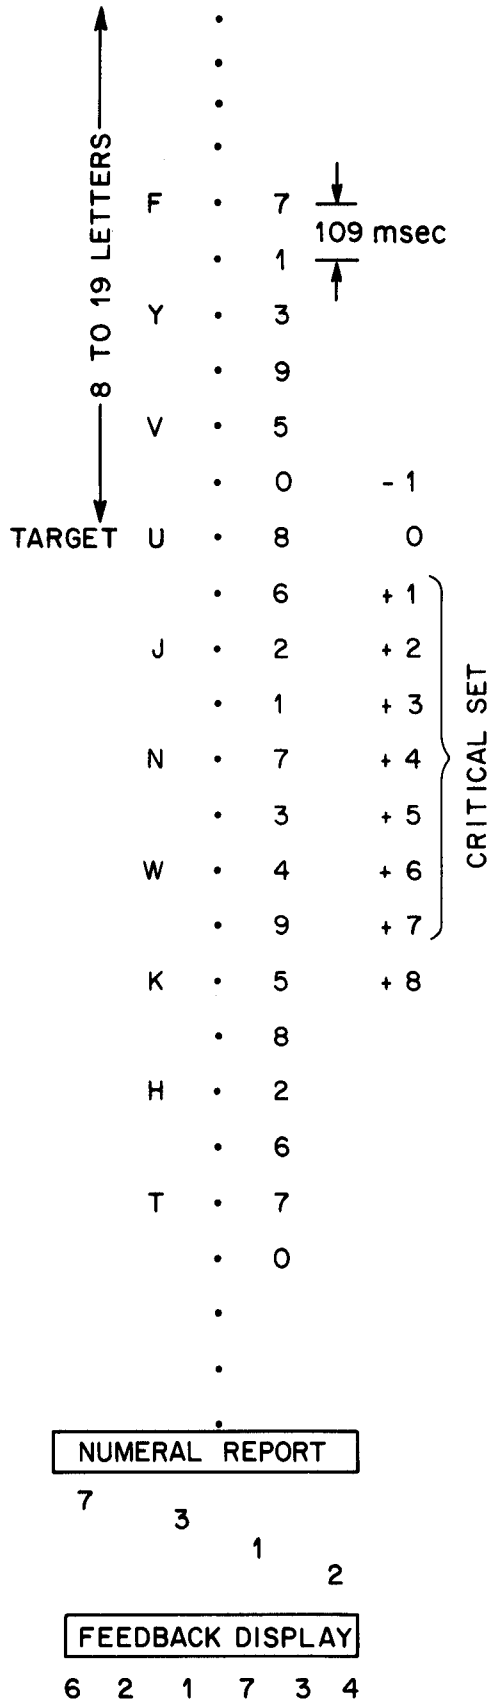 8 TO 19 LETTERS
F • 7
109 msec
• 1
Y • 3
• 9
V • 5
• 0 - 1
TARGET U • 8 0
• 6 + 1
J • 2 + 2
• 1 + 3
N • 7 + 4
• 3 + 5
W • 4 + 6
• 9 + 7
CRITICAL SET
K • 5 + 8
• 8
H • 2
• 6
T • 7
• 0
NUMERAL REPORT
7
3
1
2
FEEDBACK DISPLAY
6 2 1 7 3 4